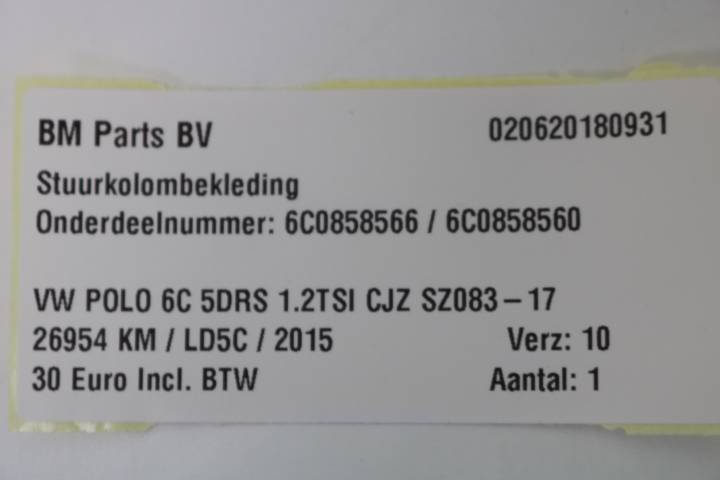 BM Parts BV 020620180931
Stuurkolombekleding
Onderdeelnummer: 6C0858566 / 6C0858560
VW POLO 6C 5DRS 1.2TSI CJZ SZ083 – 17
26954 KM / LD5C / 2015 Verz: 10
30 Euro Incl. BTW Aantal: 1